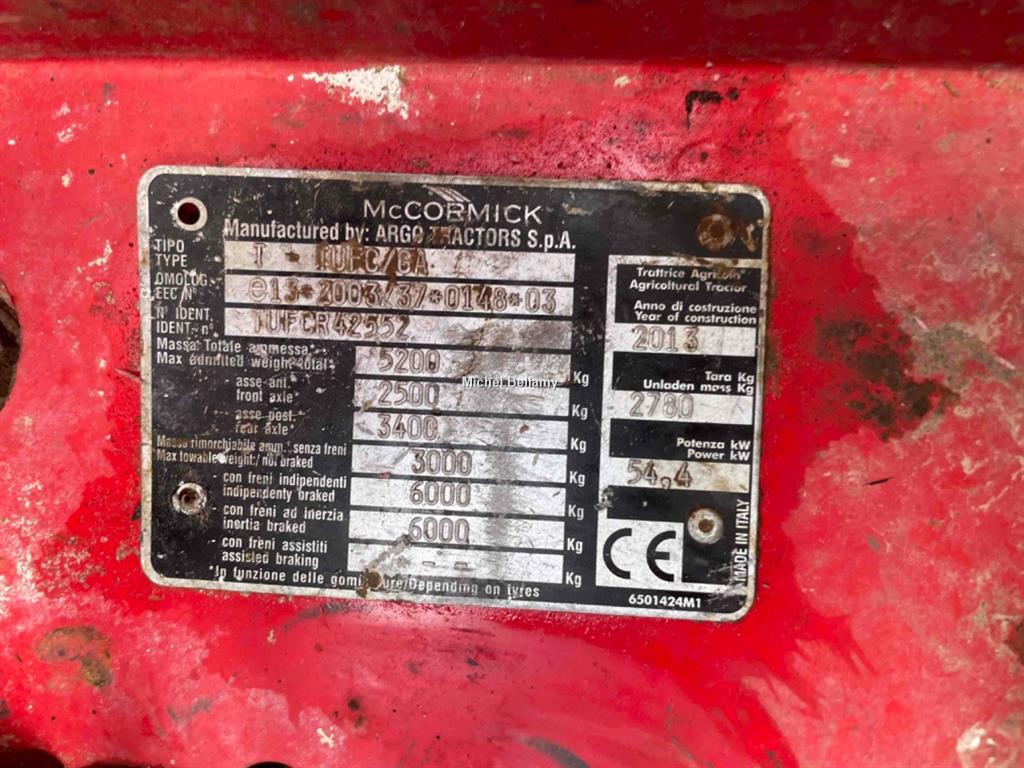 McCORMICK
Manufactured by: ARGO TRACTORS S.p.A.
TIPO
TYPE
T - TUFC/GA
OMOLOG.
EEC N°
e13*2003/37*0148*03
N° IDENT.
IDENT. n°
TUFCR42552
Massa Totale ammessa*
Max admitted weight total*
5200 Kg
asse ant.*
front axle*
2500 Kg
asse post.*
rear axle*
3400 Kg
Massa rimorchiabile amm.: senza freni
Max towable weight/ not braked
3000 Kg
- con freni indipendenti
indipendenty braked
6000 Kg
- con freni ad inerzia
inertia braked
6000 Kg
- con freni assistiti
assisted braking
- - Kg
*In funzione delle gommature/Depending on tyres
Trattrice Agricola
Agricultural Tractor
Anno di costruzione
Year of construction
2013
Tara Kg
Unladen mass Kg
2780
Potenza kW
Power kW
54,4
CE
MADE IN ITALY
6501424M1
Michel Bellamy